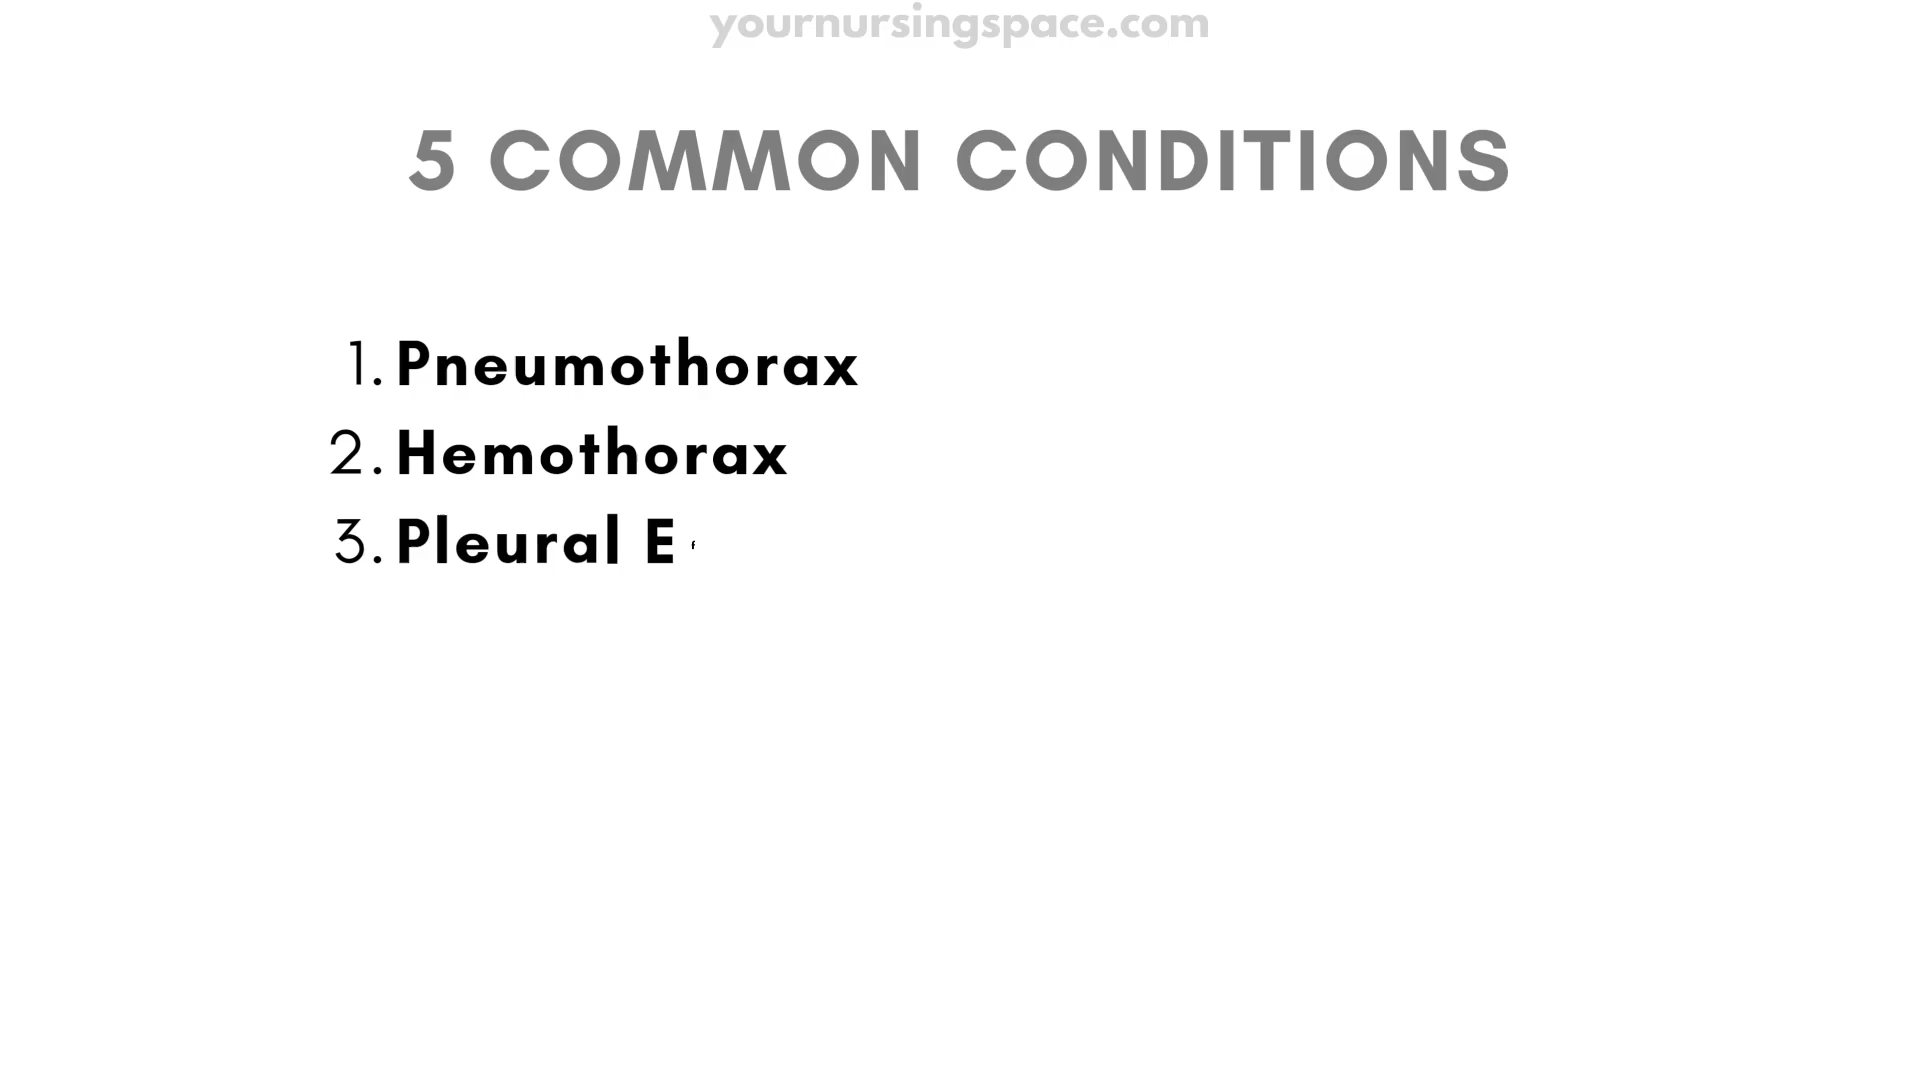 yournursingspace.com
5 COMMON CONDITIONS
1. Pneumothorax
2. Hemothorax
3. Pleural E f